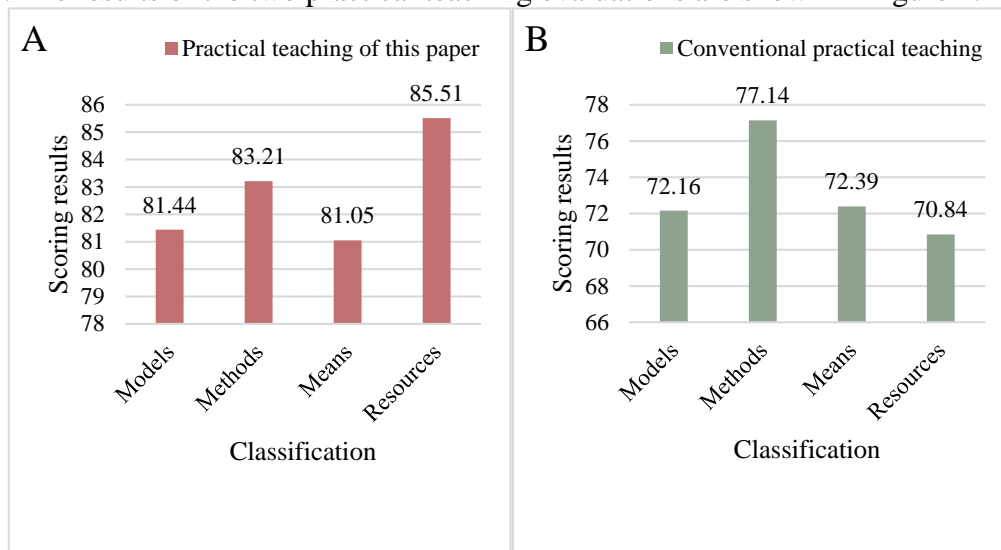 A
Practical teaching of this paper
86
85
84
83
82
81
80
79
78
81.44
83.21
81.05
85.51
Scoring results
Models
Methods
Means
Resources
Classification
B
Conventional practical teaching
78
76
74
72
70
68
66
72.16
77.14
72.39
70.84
Scoring results
Models
Methods
Means
Resources
Classification